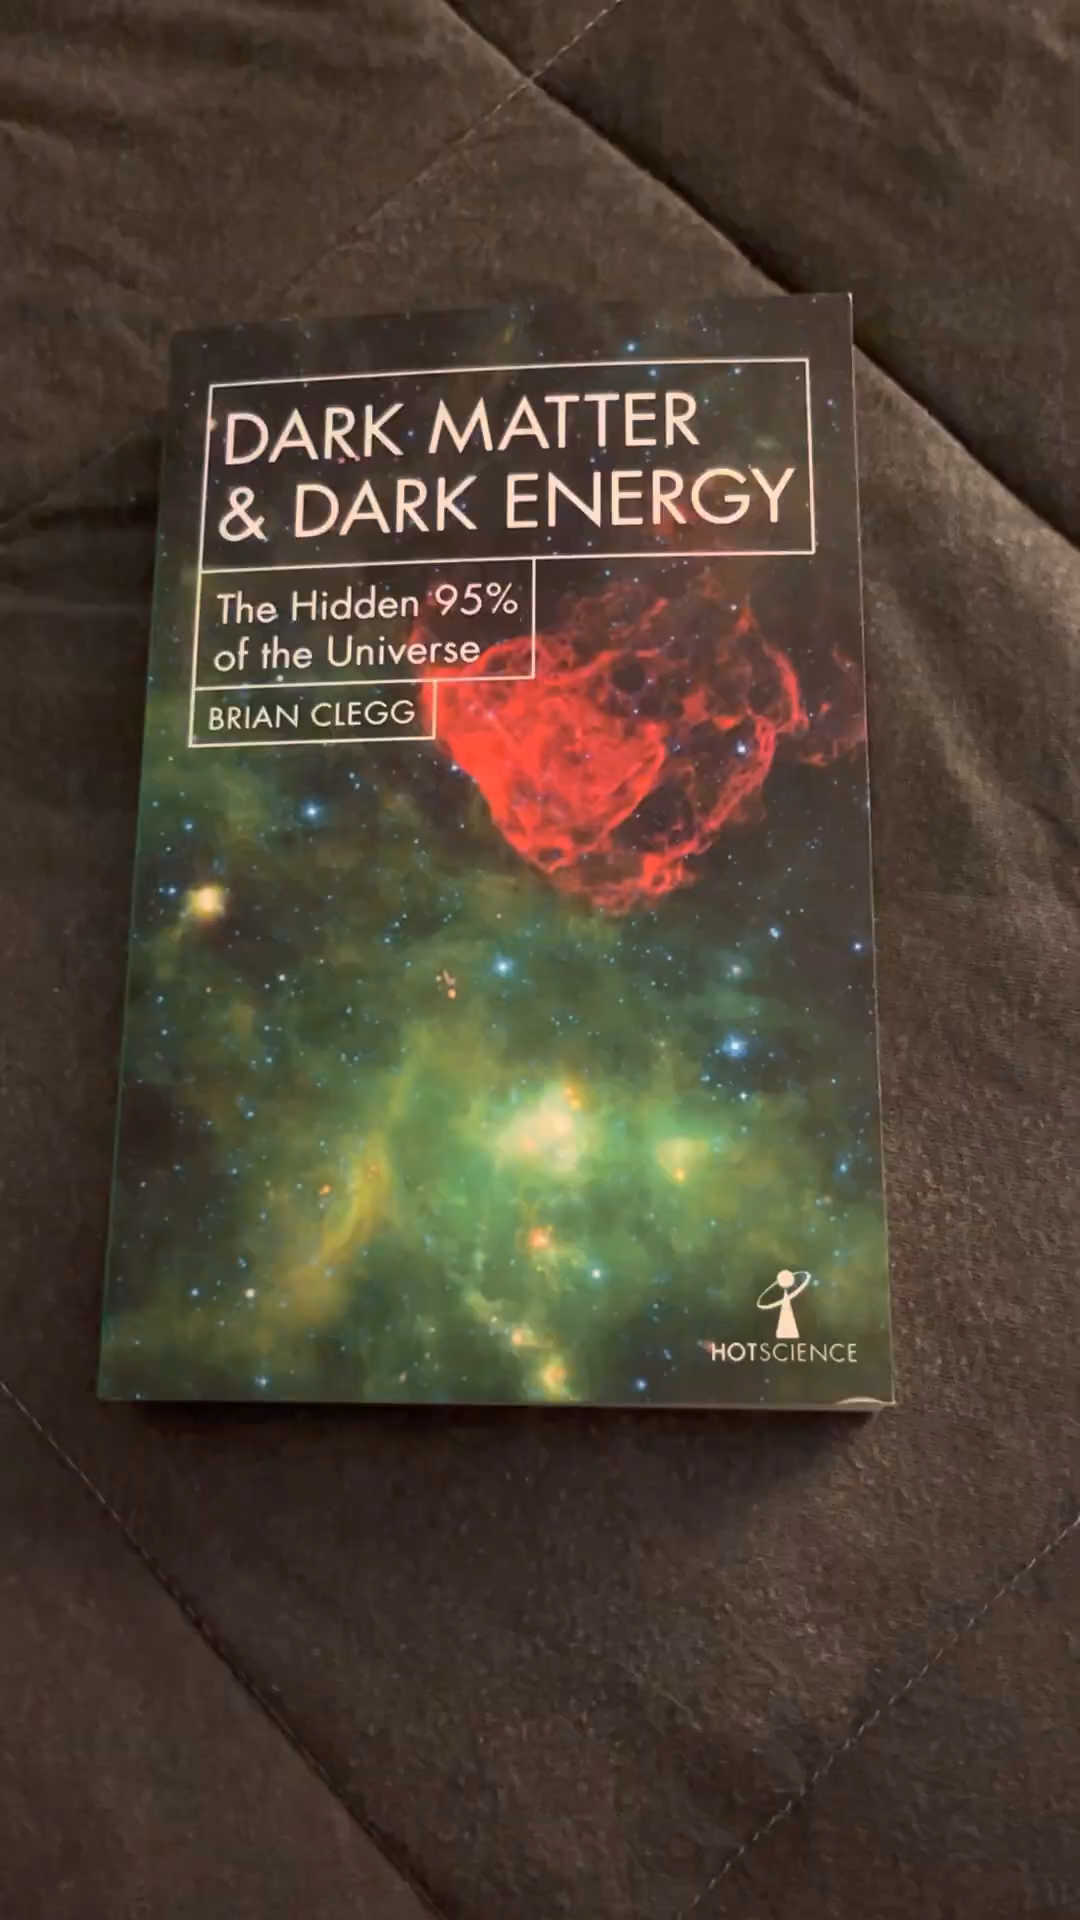 DARK MATTER
& DARK ENERGY
The Hidden 95%
of the Universe
BRIAN CLEGG
HOTSCIENCE